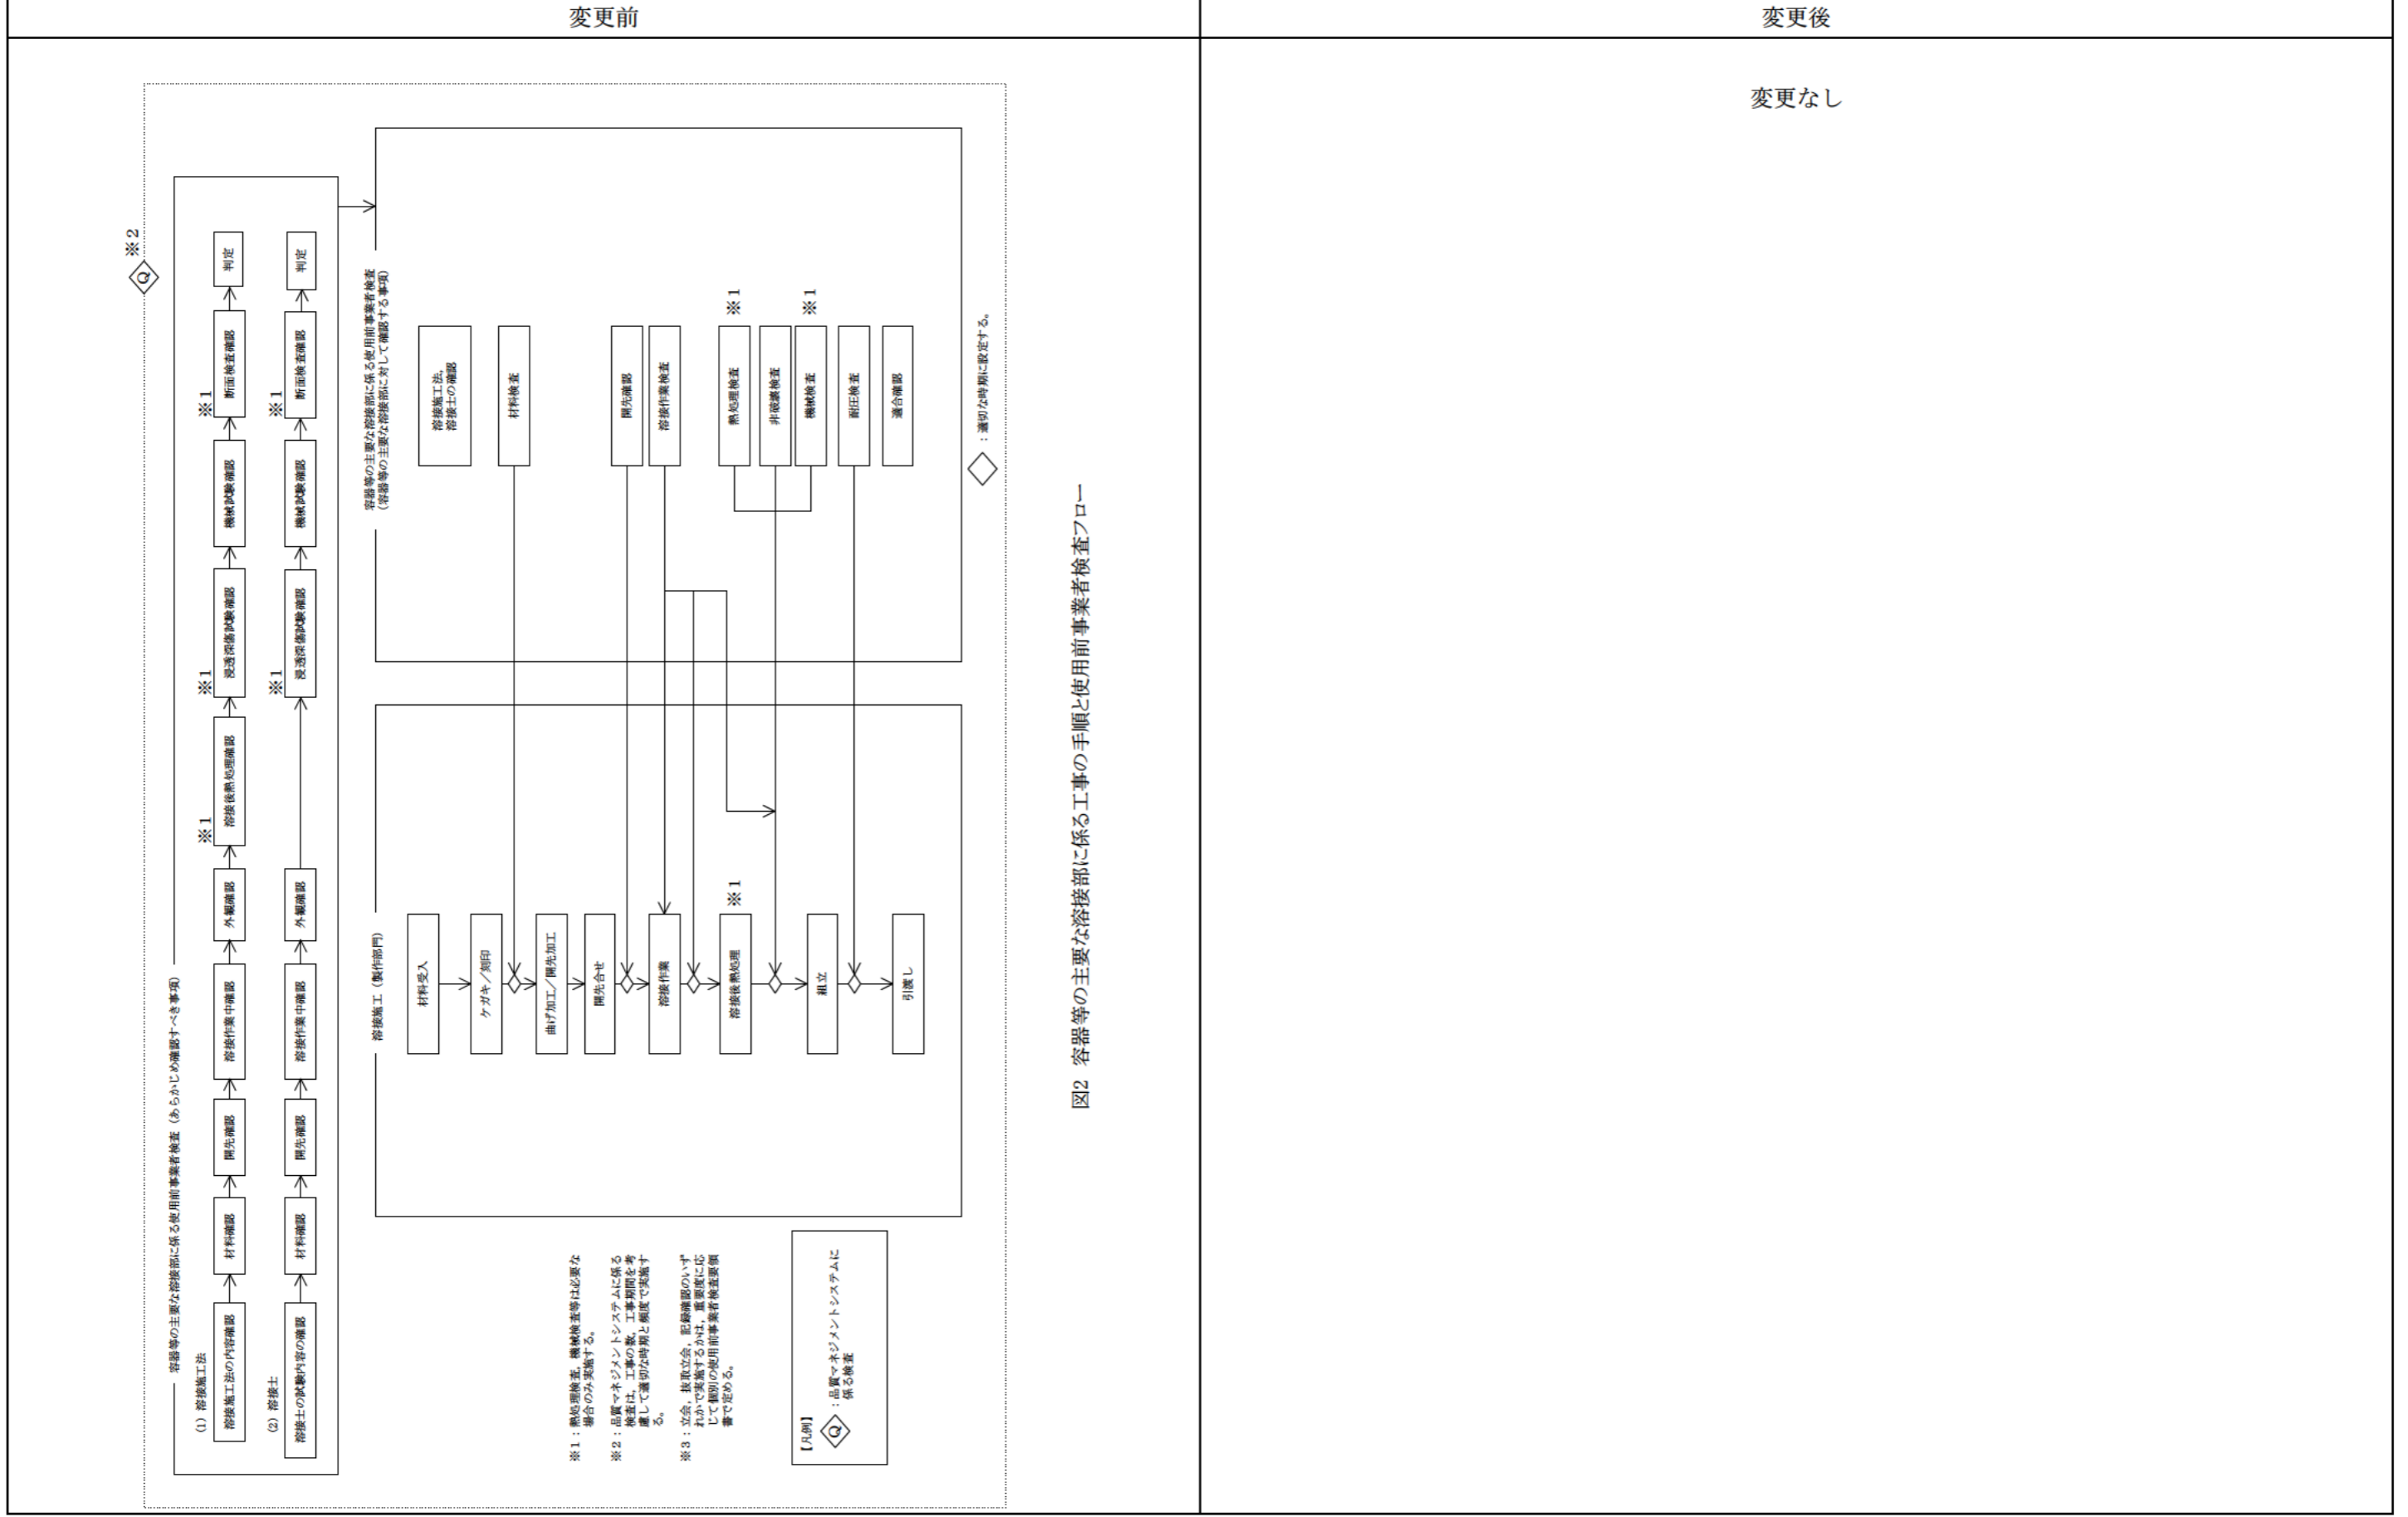 変更前
変更後
変更なし
※2
Q
容器等の主要な溶接部に係る使用前事業者検査（あらかじめ確認すべき事項）
(1) 溶接施工法
溶接施工法の内容確認
材料確認
開先確認
溶接作業中確認
外観確認
※1
溶接後熱処理確認
※1
浸透探傷試験確認
機械試験確認
※1
断面検査確認
判定
(2) 溶接士
溶接士の試験内容の確認
材料確認
開先確認
溶接作業中確認
外観確認
※1
浸透探傷試験確認
機械試験確認
※1
断面検査確認
判定
溶接施工（製作部門）
材料受入
ケガキ／刻印
曲げ加工／開先加工
開先合せ
溶接作業
溶接後熱処理
※1
組立
引渡し
容器等の主要な溶接部に係る使用前事業者検査
（容器等の主要な溶接部に対して確認する事項）
溶接施工法，
溶接士の確認
材料検査
開先確認
溶接作業検査
熱処理検査
※1
非破壊検査
機械検査
※1
耐圧検査
適合確認
：適切な時期に設定する。
※1：熱処理検査，機械検査等は必要な
場合のみ実施する。
※2：品質マネジメントシステムに係る
検査は，工事の数，工事期間を考
慮して適切な時期と頻度で実施す
る。
※3：立会，抜取立会，記録確認のいず
れかで実施するかは，重要度に応
じて個別の使用前事業者検査要領
書で定める。
【凡例】
Q
：品質マネジメントシステムに
係る検査
図2 容器等の主要な溶接部に係る工事の手順と使用前事業者検査フロー